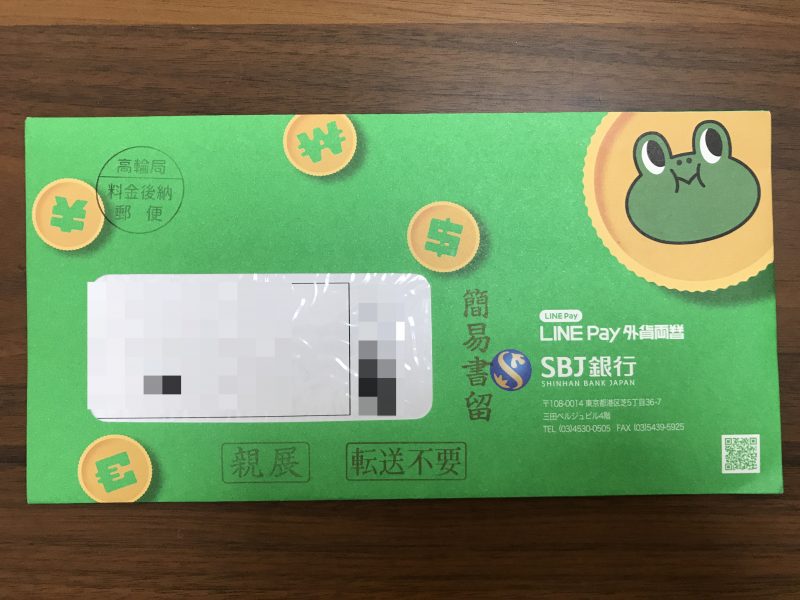 高輪局
料金後納
郵便
簡易書留
LINE Pay
LINE Pay 外貨両替
SBJ銀行
SHINHAN BANK JAPAN
〒108-0014 東京都港区芝5丁目36-7
三田ベルジュビル4階
TEL (03)4530-0505 FAX (03)5439-5925
親展
転送不要